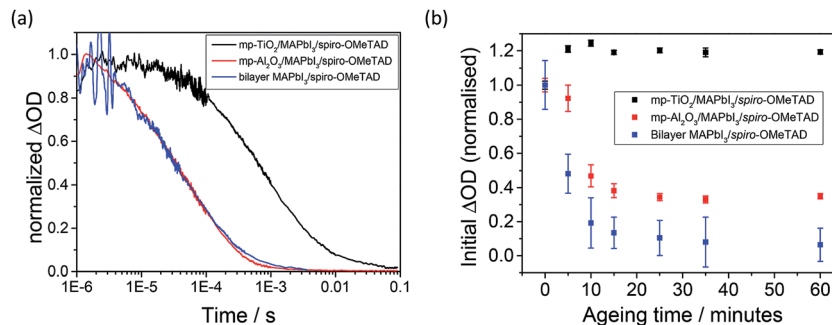 (a)
normalized ΔOD
1.0
0.8
0.6
0.4
0.2
0.0
mp-TiO₂/MAPbI₃/spiro-OMeTAD
mp-Al₂O₃/MAPbI₃/spiro-OMeTAD
bilayer MAPbI₃/spiro-OMeTAD
1E-6 1E-5 1E-4 1E-3 0.01 0.1
Time / s
(b)
Initial ΔOD (normalised)
1.2
1.0
0.8
0.6
0.4
0.2
0.0
mp-TiO₂/MAPbI₃/spiro-OMeTAD
mp-Al₂O₃/MAPbI₃/spiro-OMeTAD
Bilayer MAPbI₃/spiro-OMeTAD
0 10 20 30 40 50 60
Ageing time / minutes